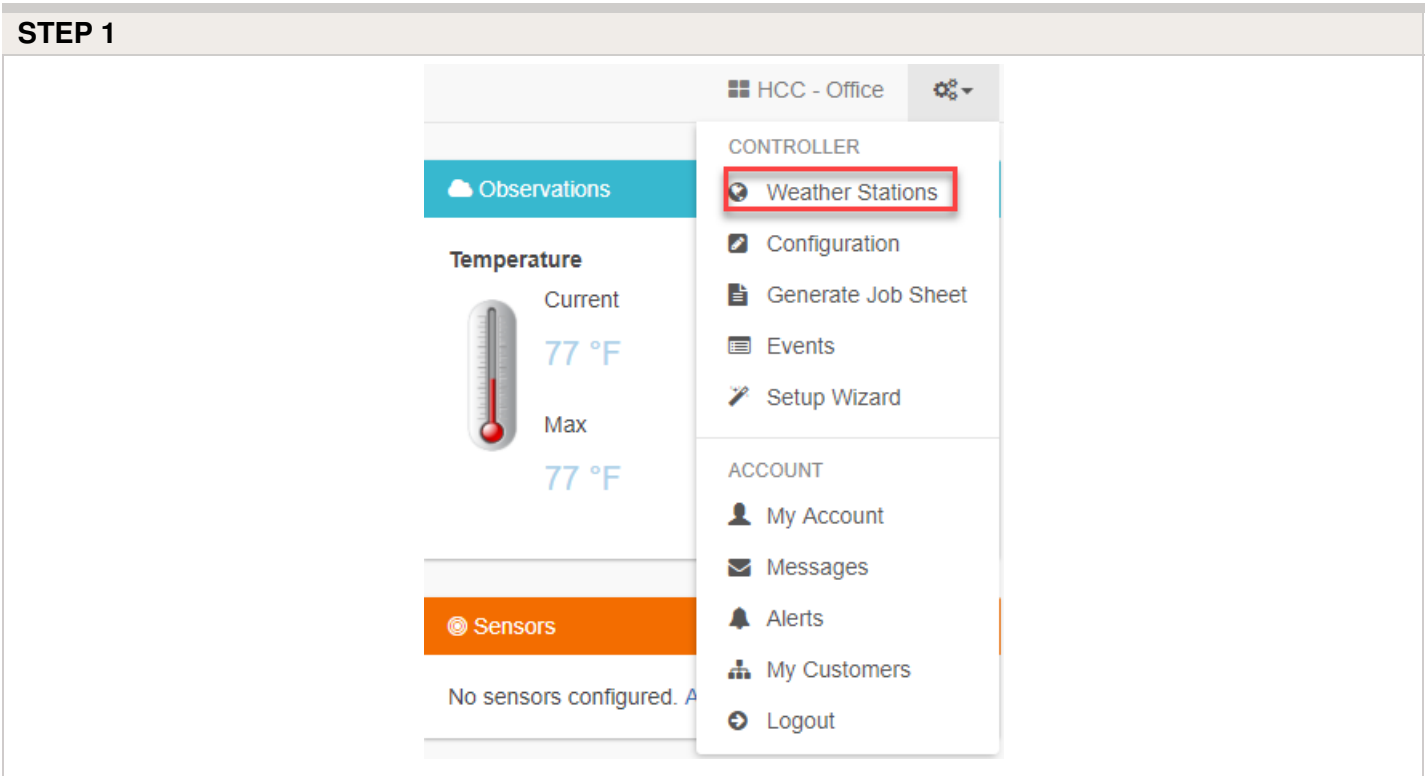 STEP 1
HCC - Office
CONTROLLER
Weather Stations
Configuration
Generate Job Sheet
Events
Setup Wizard
ACCOUNT
My Account
Messages
Alerts
My Customers
Logout
Observations
Temperature
Current
77 °F
Max
77 °F
Sensors
No sensors configured. A